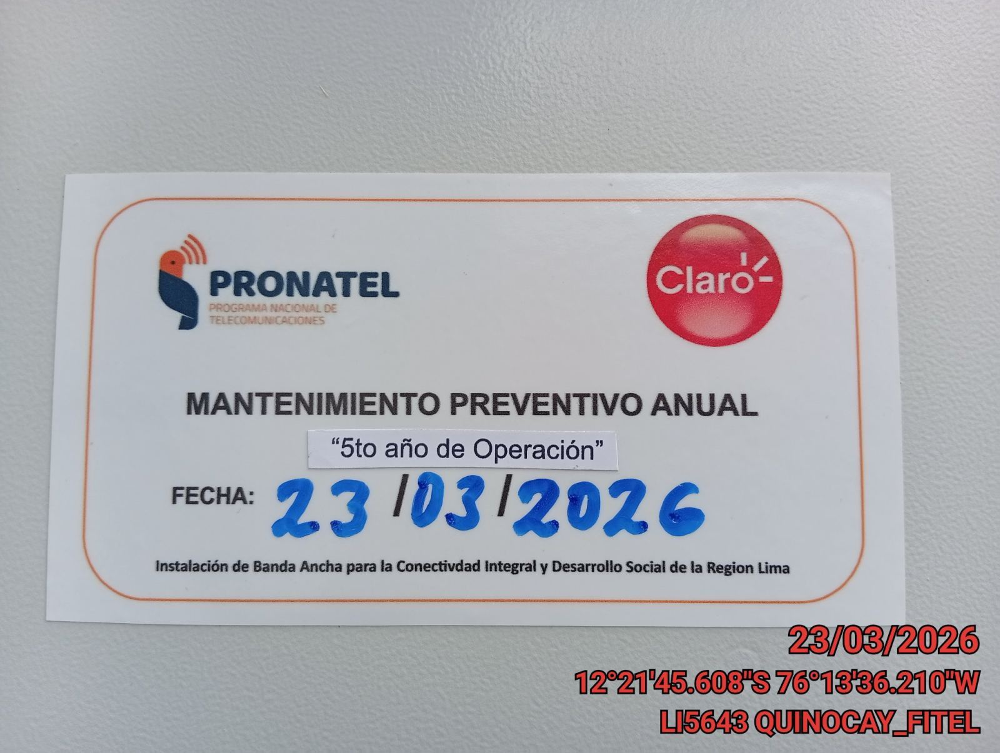 PRONATEL
PROGRAMA NACIONAL DE
TELECOMUNICACIONES
Claro
MANTENIMIENTO PREVENTIVO ANUAL
“5to año de Operación”
FECHA: 23/03/2026
Instalación de Banda Ancha para la Conectivdad Integral y Desarrollo Social de la Region Lima
23/03/2026
12°21'45.608"S 76°13'36.210"W
LI5643 QUINOCAY_FITEL